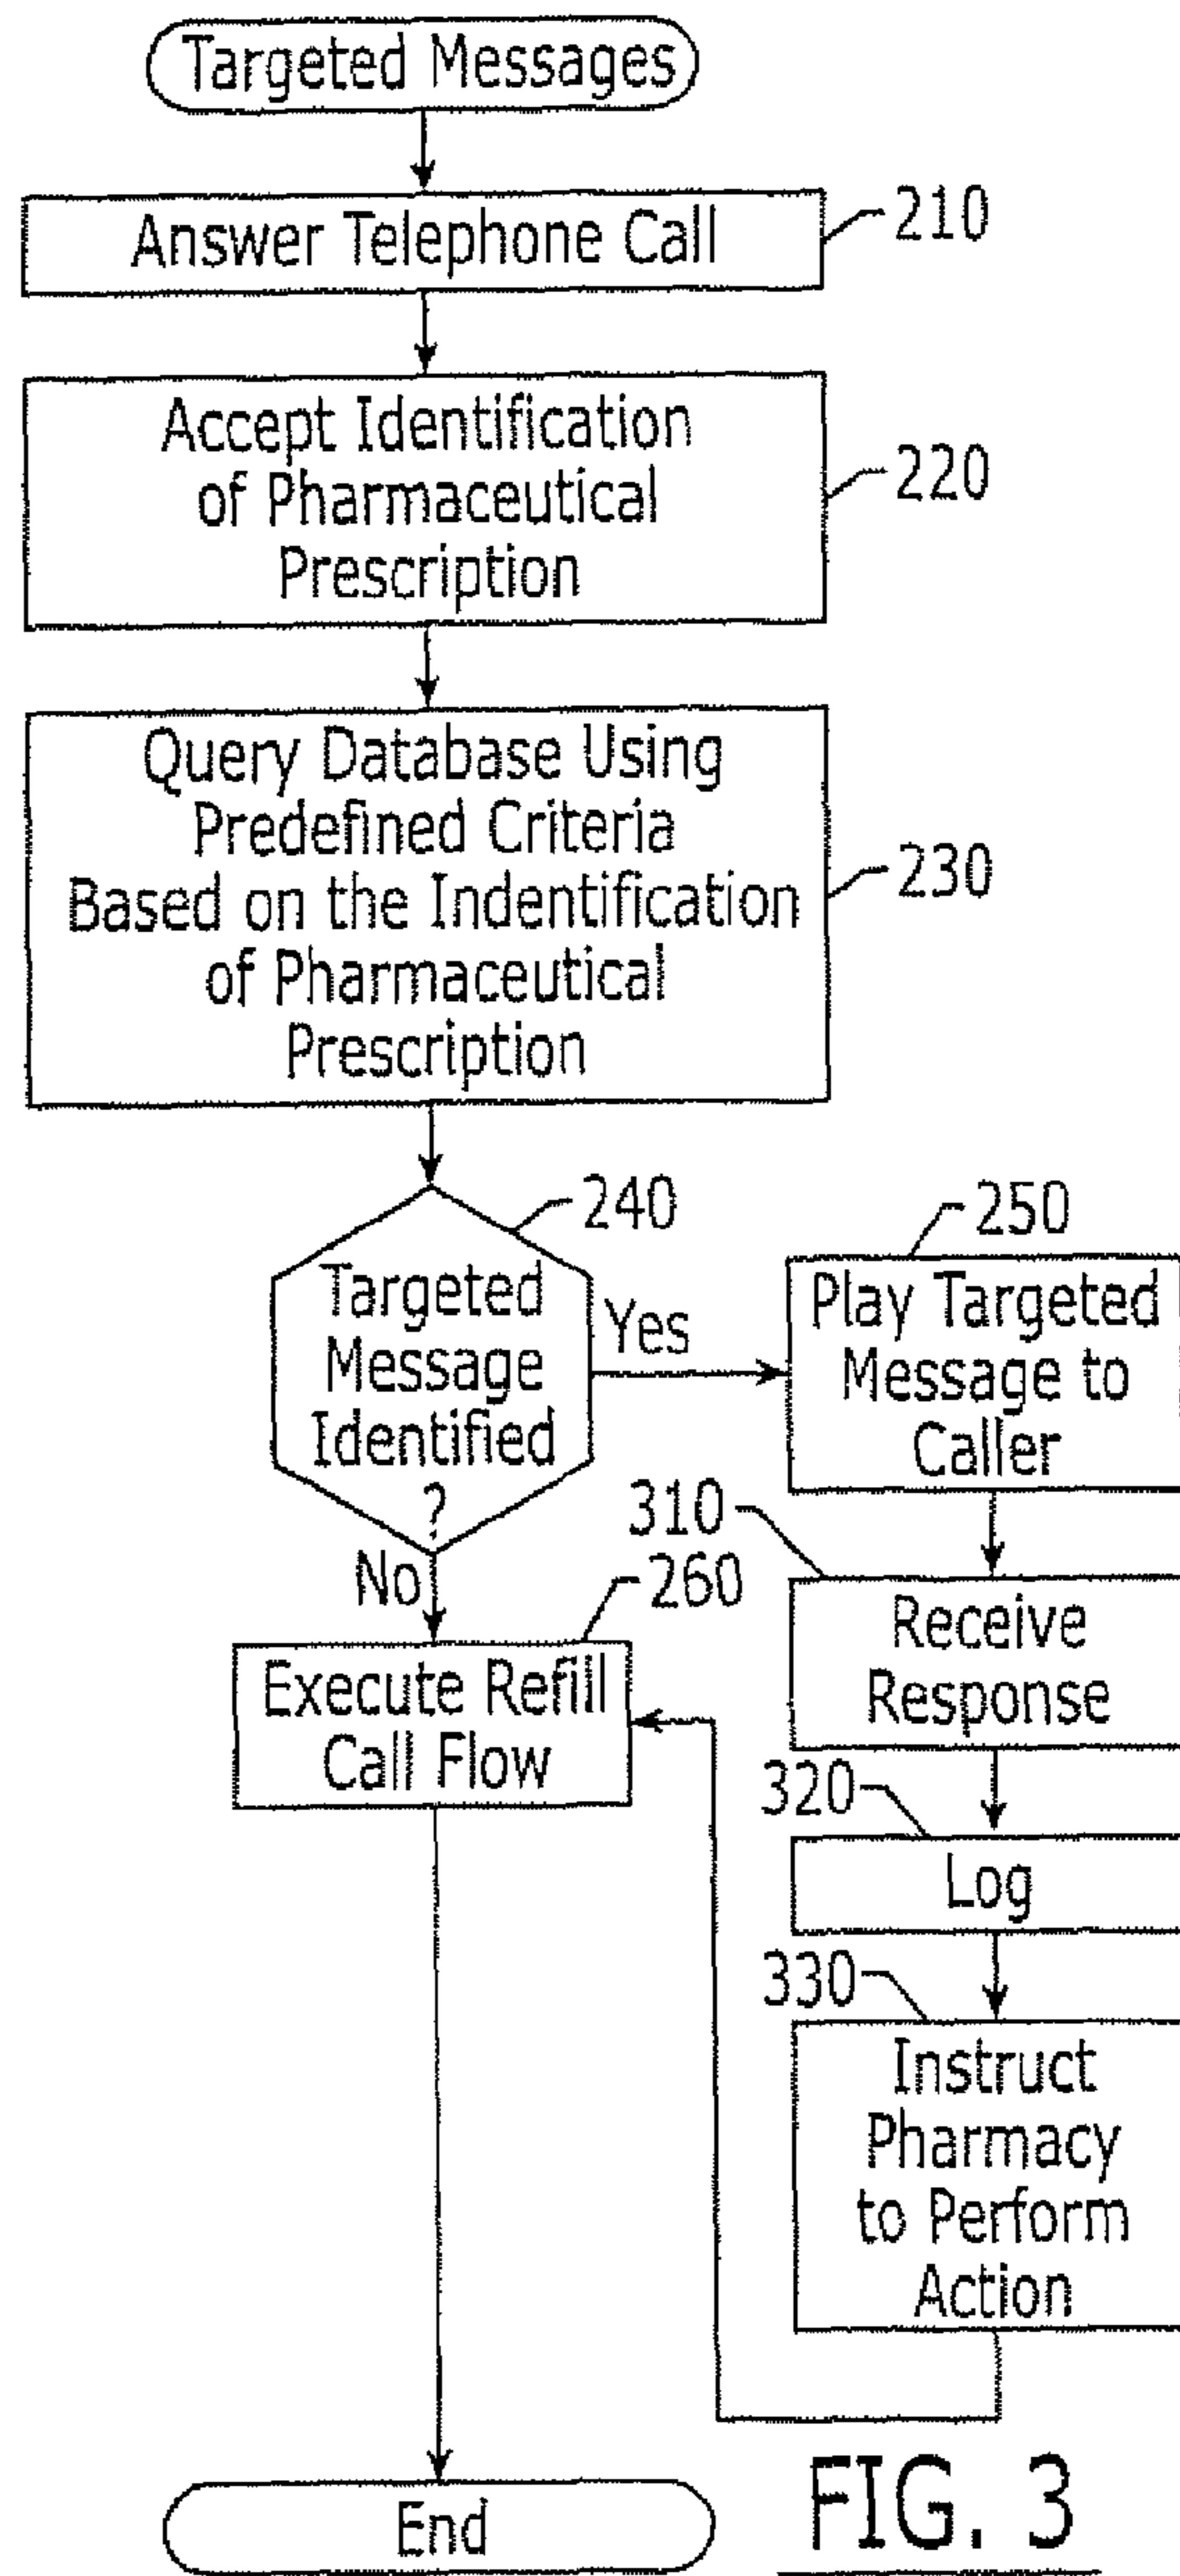 Targeted Messages
Answer Telephone Call
210
Accept Identification
of Pharmaceutical
Prescription
220
Query Database Using
Predefined Criteria
Based on the Indentification
of Pharmaceutical
Prescription
230
240
Targeted
Message
Identified
?
Yes
No
250
Play Targeted
Message to
Caller
310
Receive
Response
260
Execute Refill
Call Flow
320
Log
330
Instruct
Pharmacy
to Perform
Action
End
FIG. 3